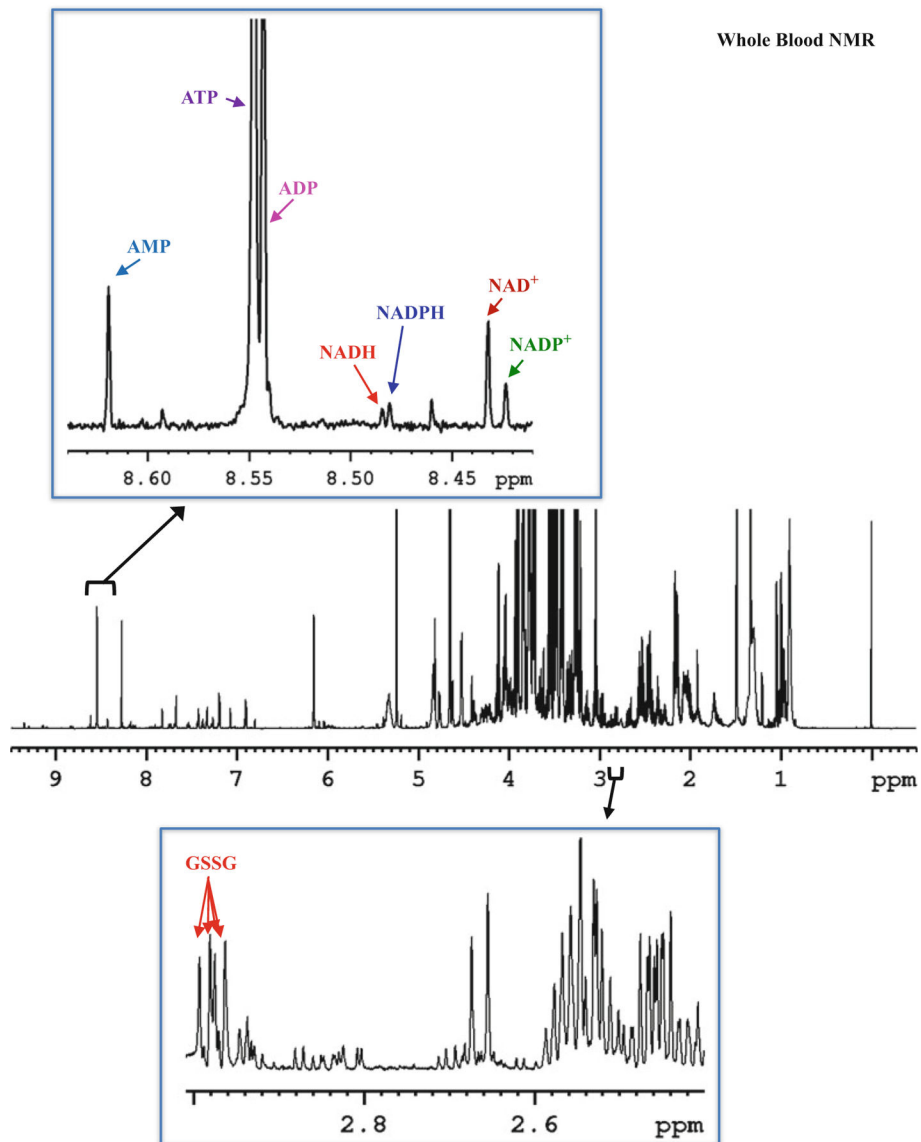 Whole Blood NMR
ATP
ADP
AMP
NAD+
NADPH
NADH
NADP+
8.60 8.55 8.50 8.45 ppm
9 8 7 6 5 4 3 2 1 ppm
GSSG
2.8 2.6 ppm